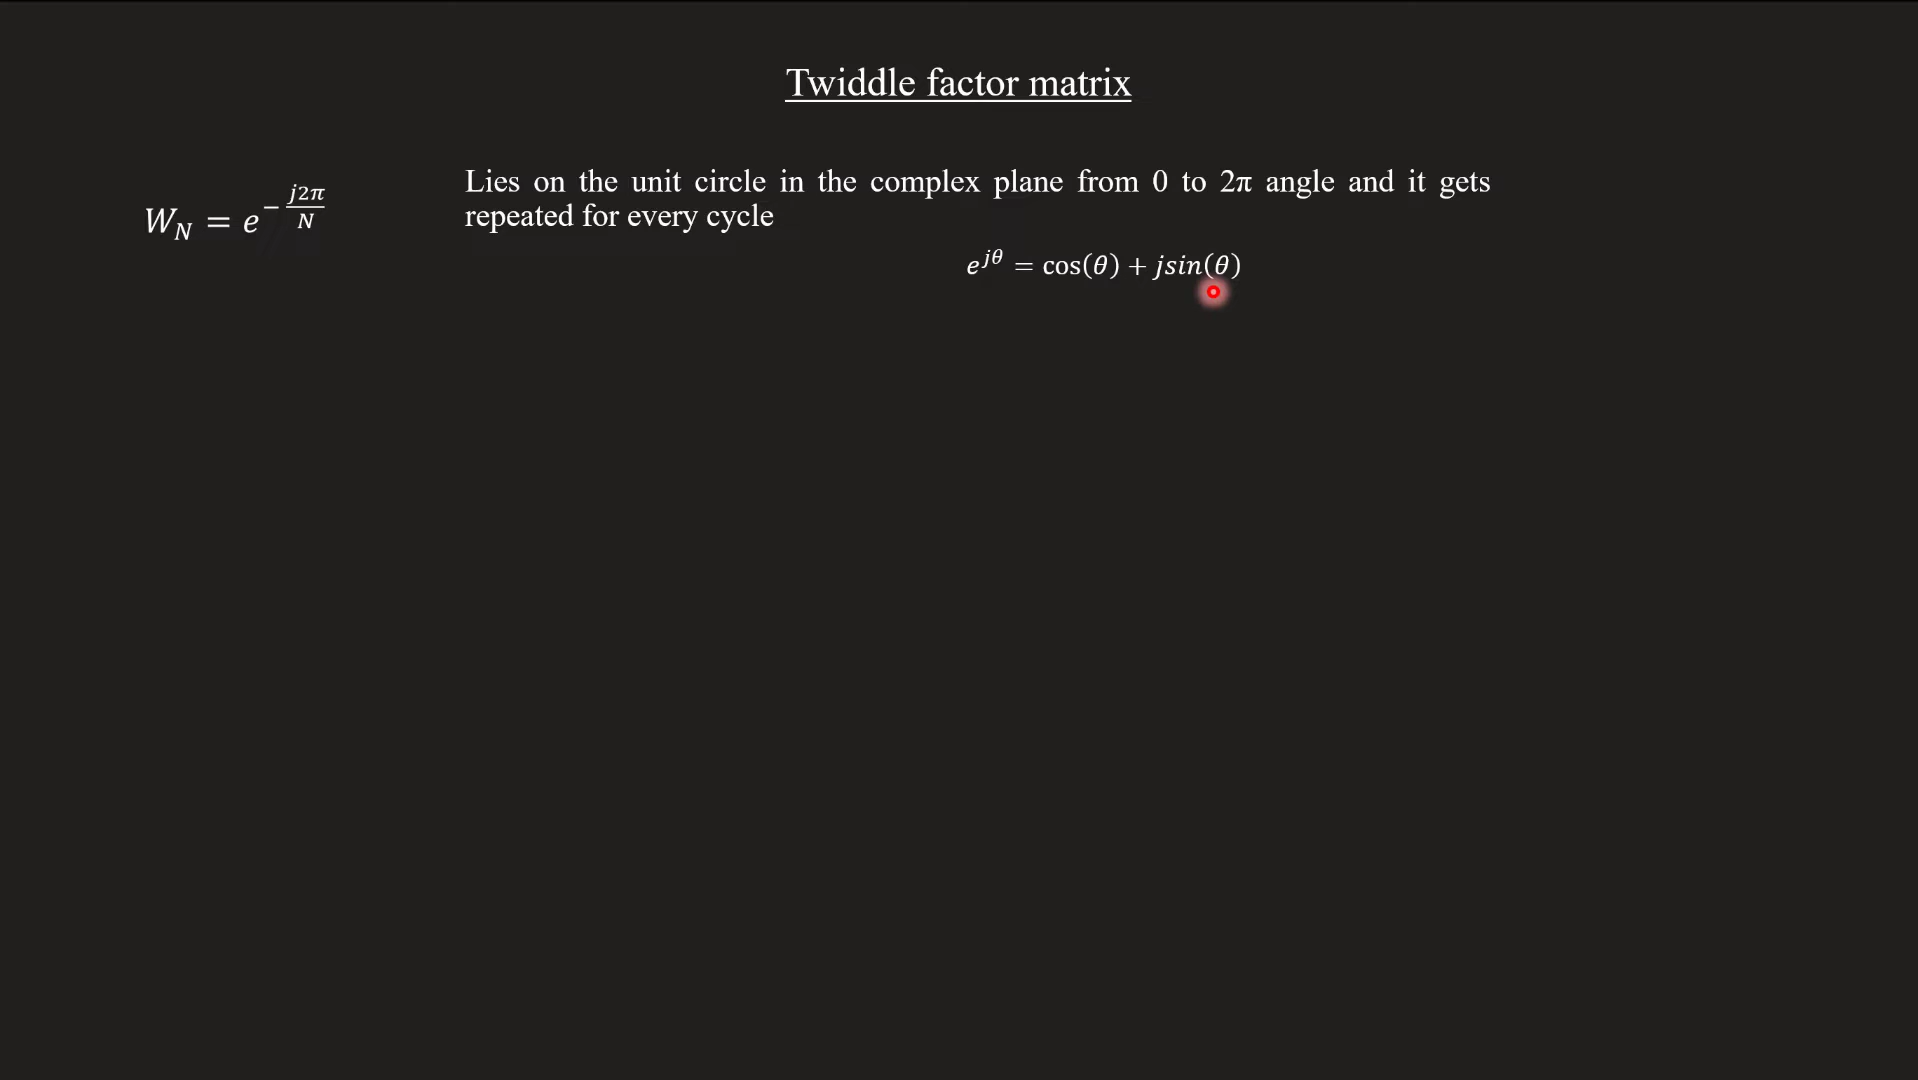 Twiddle factor matrix
Lies on the unit circle in the complex plane from 0 to 2π angle and it gets
repeated for every cycle
W_N = e^{-\frac{j2π}{N}}
e^{jθ} = cos(θ) + jsin(θ)